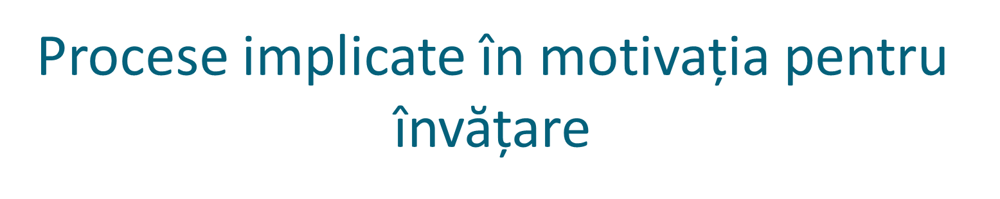 Procese implicate în motivația pentru
învățare